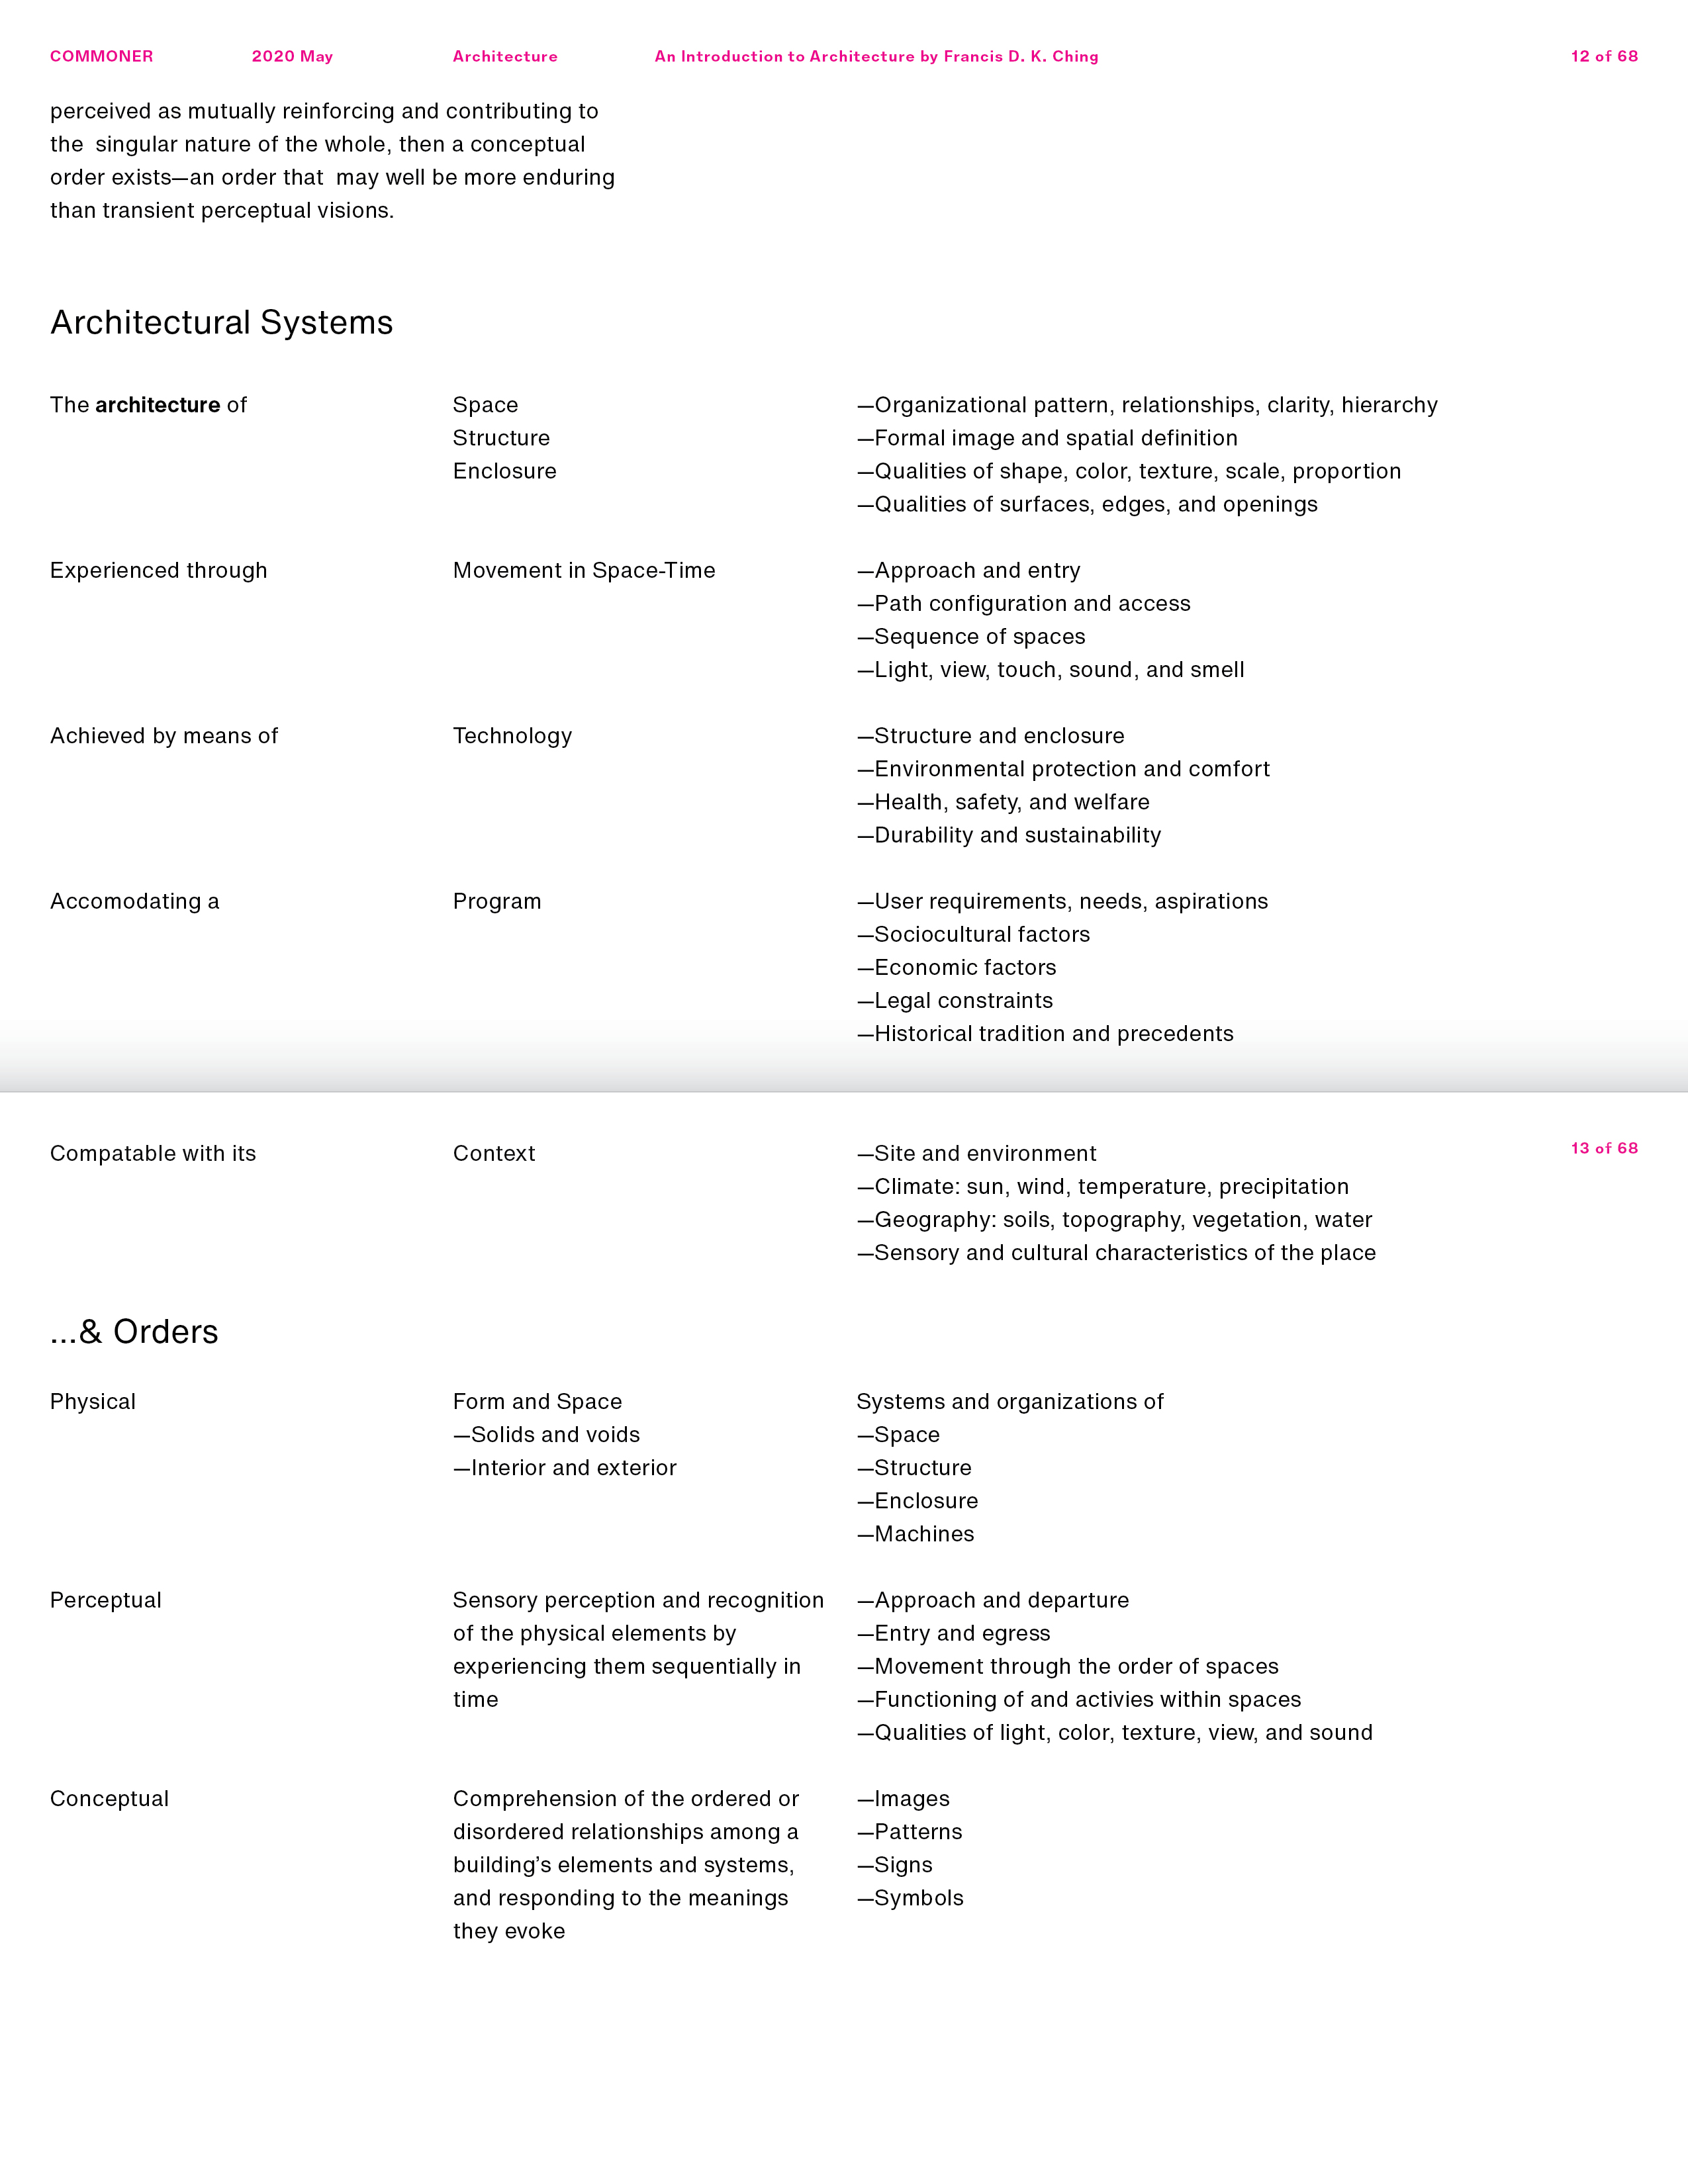 COMMONER 2020 May Architecture An Introduction to Architecture by Francis D. K. Ching 12 of 68
perceived as mutually reinforcing and contributing to
the  singular nature of the whole, then a conceptual
order exists—an order that  may well be more enduring
than transient perceptual visions.
Architectural Systems
The architecture of
Space
Structure
Enclosure
—Organizational pattern, relationships, clarity, hierarchy
—Formal image and spatial definition
—Qualities of shape, color, texture, scale, proportion
—Qualities of surfaces, edges, and openings
Experienced through
Movement in Space-Time
—Approach and entry
—Path configuration and access
—Sequence of spaces
—Light, view, touch, sound, and smell
Achieved by means of
Technology
—Structure and enclosure
—Environmental protection and comfort
—Health, safety, and welfare
—Durability and sustainability
Accomodating a
Program
—User requirements, needs, aspirations
—Sociocultural factors
—Economic factors
—Legal constraints
—Historical tradition and precedents
13 of 68
Compatable with its
Context
—Site and environment
—Climate: sun, wind, temperature, precipitation
—Geography: soils, topography, vegetation, water
—Sensory and cultural characteristics of the place
...& Orders
Physical
Form and Space
—Solids and voids
—Interior and exterior
Systems and organizations of
—Space
—Structure
—Enclosure
—Machines
Perceptual
Sensory perception and recognition
of the physical elements by
experiencing them sequentially in
time
—Approach and departure
—Entry and egress
—Movement through the order of spaces
—Functioning of and activies within spaces
—Qualities of light, color, texture, view, and sound
Conceptual
Comprehension of the ordered or
disordered relationships among a
building’s elements and systems,
and responding to the meanings
they evoke
—Images
—Patterns
—Signs
—Symbols